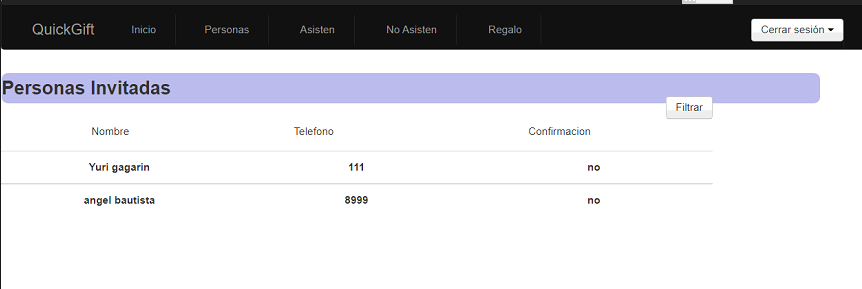 QuickGift Inicio Personas Asisten No Asisten Regalo Cerrar sesión
Personas Invitadas
Filtrar
Nombre Telefono Confirmacion
Yuri gagarin 111 no
angel bautista 8999 no